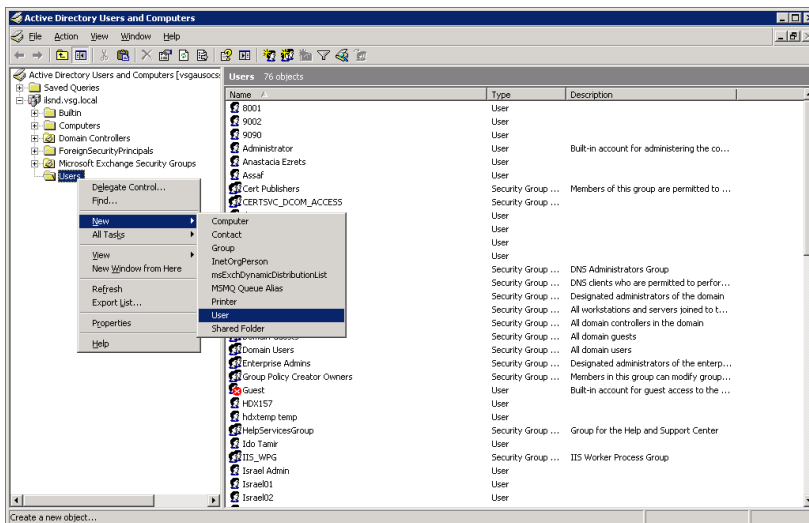 Active Directory Users and Computers
File Action View Window Help
Active Directory Users and Computers [vsgausocs
Saved Queries
ilsnd.vsg.local
Builtin
Computers
Domain Controllers
ForeignSecurityPrincipals
Microsoft Exchange Security Groups
Users
Delegate Control...
Find...
New
All Tasks
View
New Window from Here
Refresh
Export List...
Properties
Help
Computer
Contact
Group
InetOrgPerson
msExchDynamicDistributionList
MSMQ Queue Alias
Printer
User
Shared Folder
Users 76 objects
Name Type Description
8001 User
9002 User
9090 User
Administrator User Built-in account for administering the co...
Anastacia Ezrets User
Assaf User
Cert Publishers Security Group ... Members of this group are permitted to ...
CERTSVC_DCOM_ACCESS Security Group ...
User
User
User
User
Security Group ... DNS Administrators Group
Security Group ... DNS clients who are permitted to perfor...
Security Group ... Designated administrators of the domain
Security Group ... All workstations and servers joined to t...
Security Group ... All domain controllers in the domain
Domain Guests Security Group ... All domain guests
Domain Users Security Group ... All domain users
Enterprise Admins Security Group ... Designated administrators of the enterp...
Group Policy Creator Owners Security Group ... Members in this group can modify group...
Guest User Built-in account for guest access to the ...
HDX157 User
hdxtemp temp User
HelpServicesGroup Security Group ... Group for the Help and Support Center
Ido Tamir User
IIS_WPG Security Group ... IIS Worker Process Group
Israel Admin User
Israel01 User
Israel02 User
Create a new object...